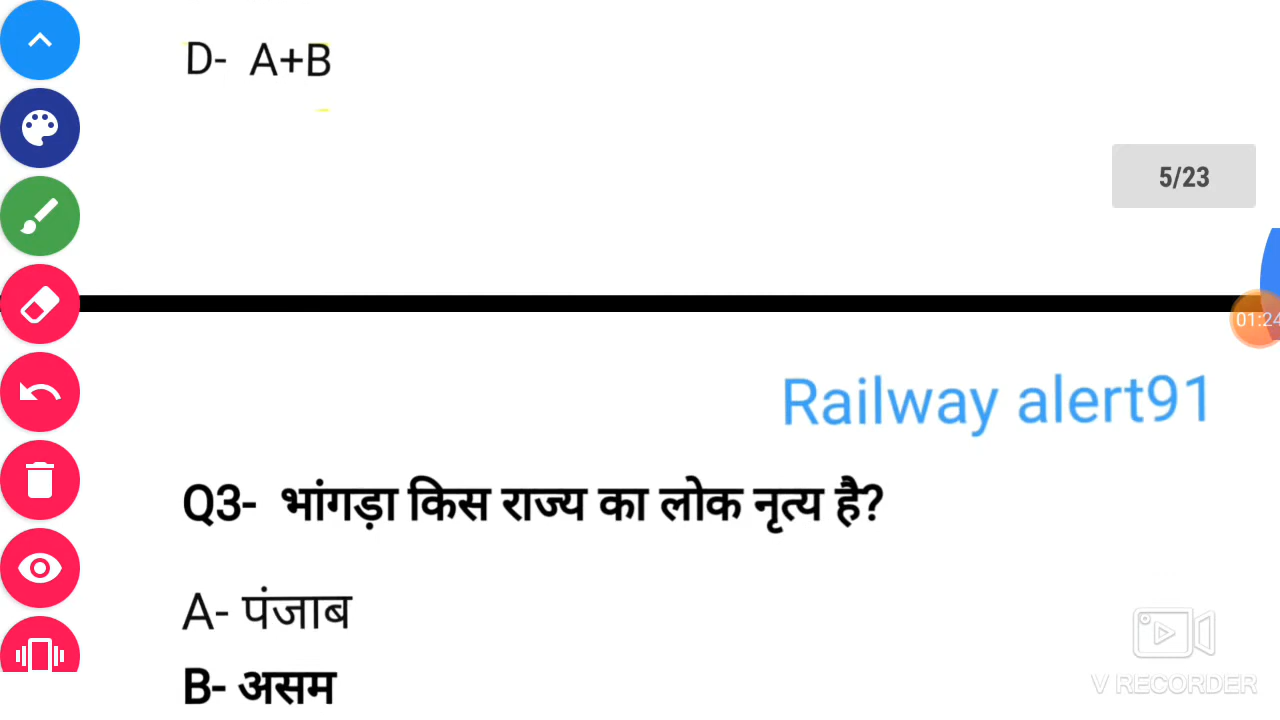 D- A+B
5/23
01:24
Railway alert91
Q3- भांगड़ा किस राज्य का लोक नृत्य है?
A- पंजाब
B- असम
V RECORDER